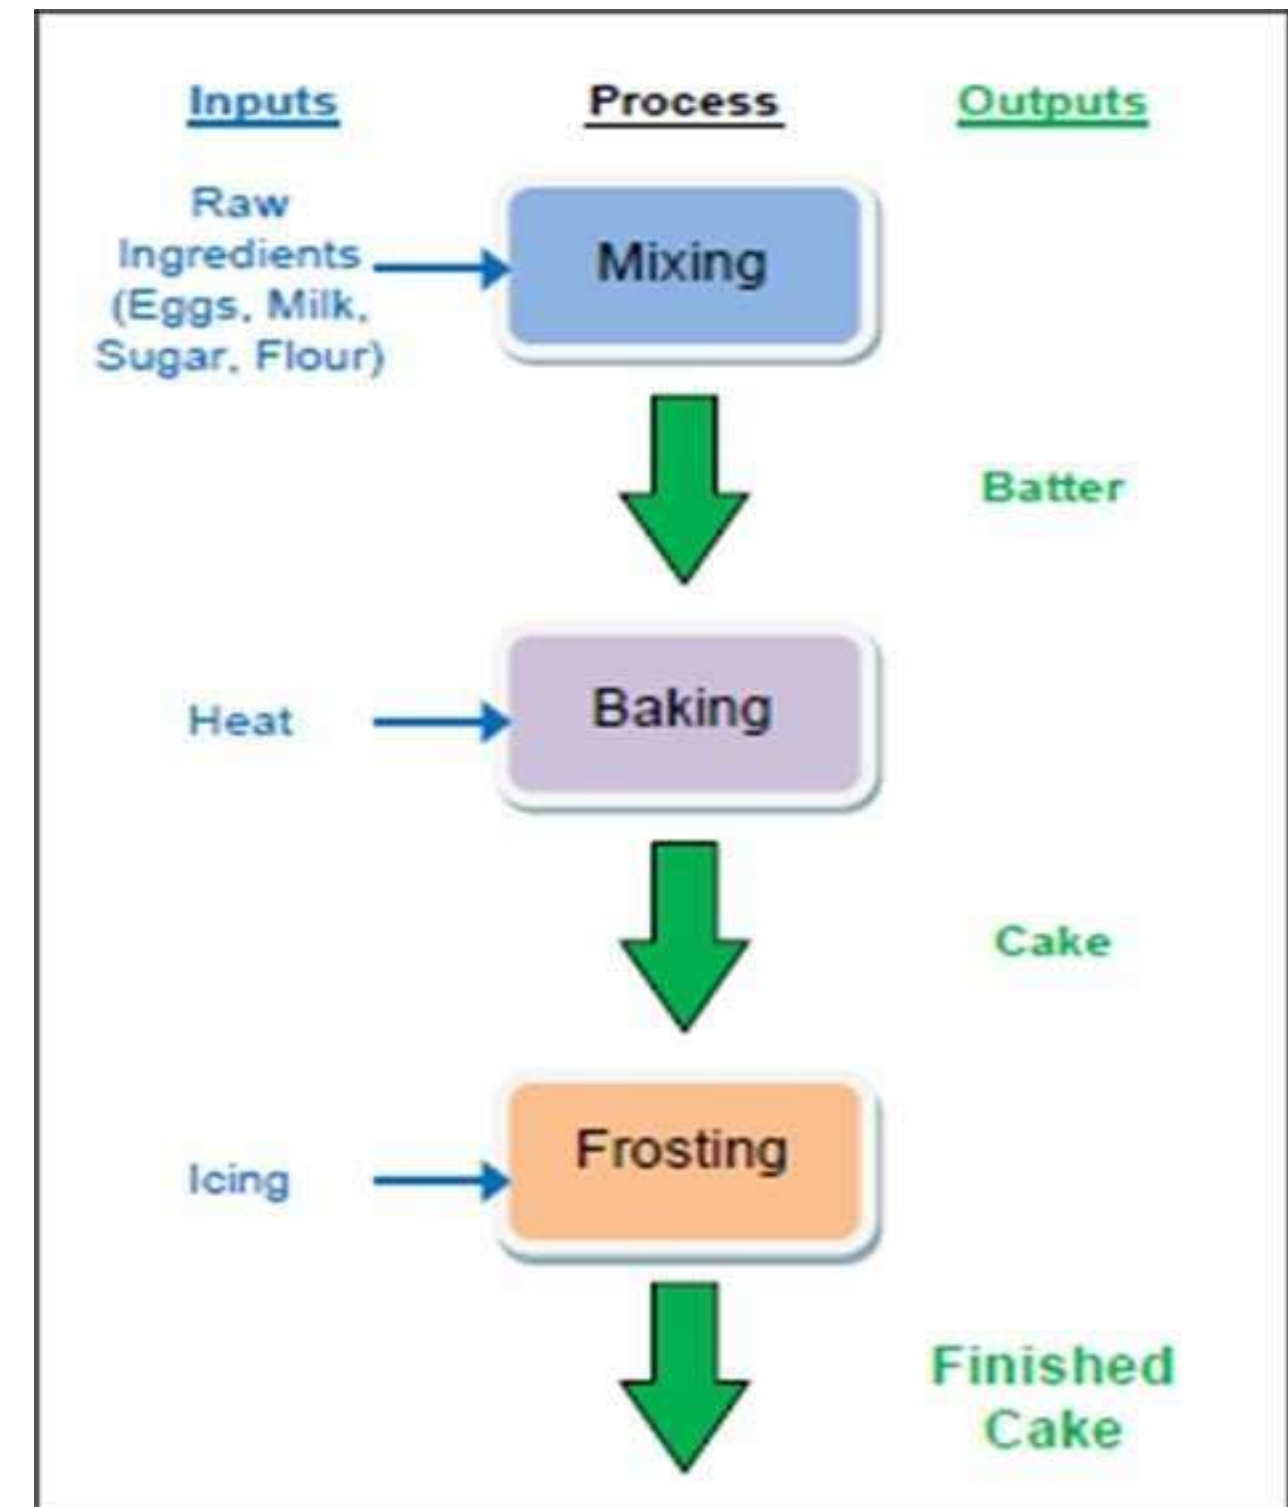 Inputs Process Outputs
Raw
Ingredients
(Eggs, Milk,
Sugar, Flour)
Mixing
Batter
Heat
Baking
Cake
Icing
Frosting
Finished
Cake